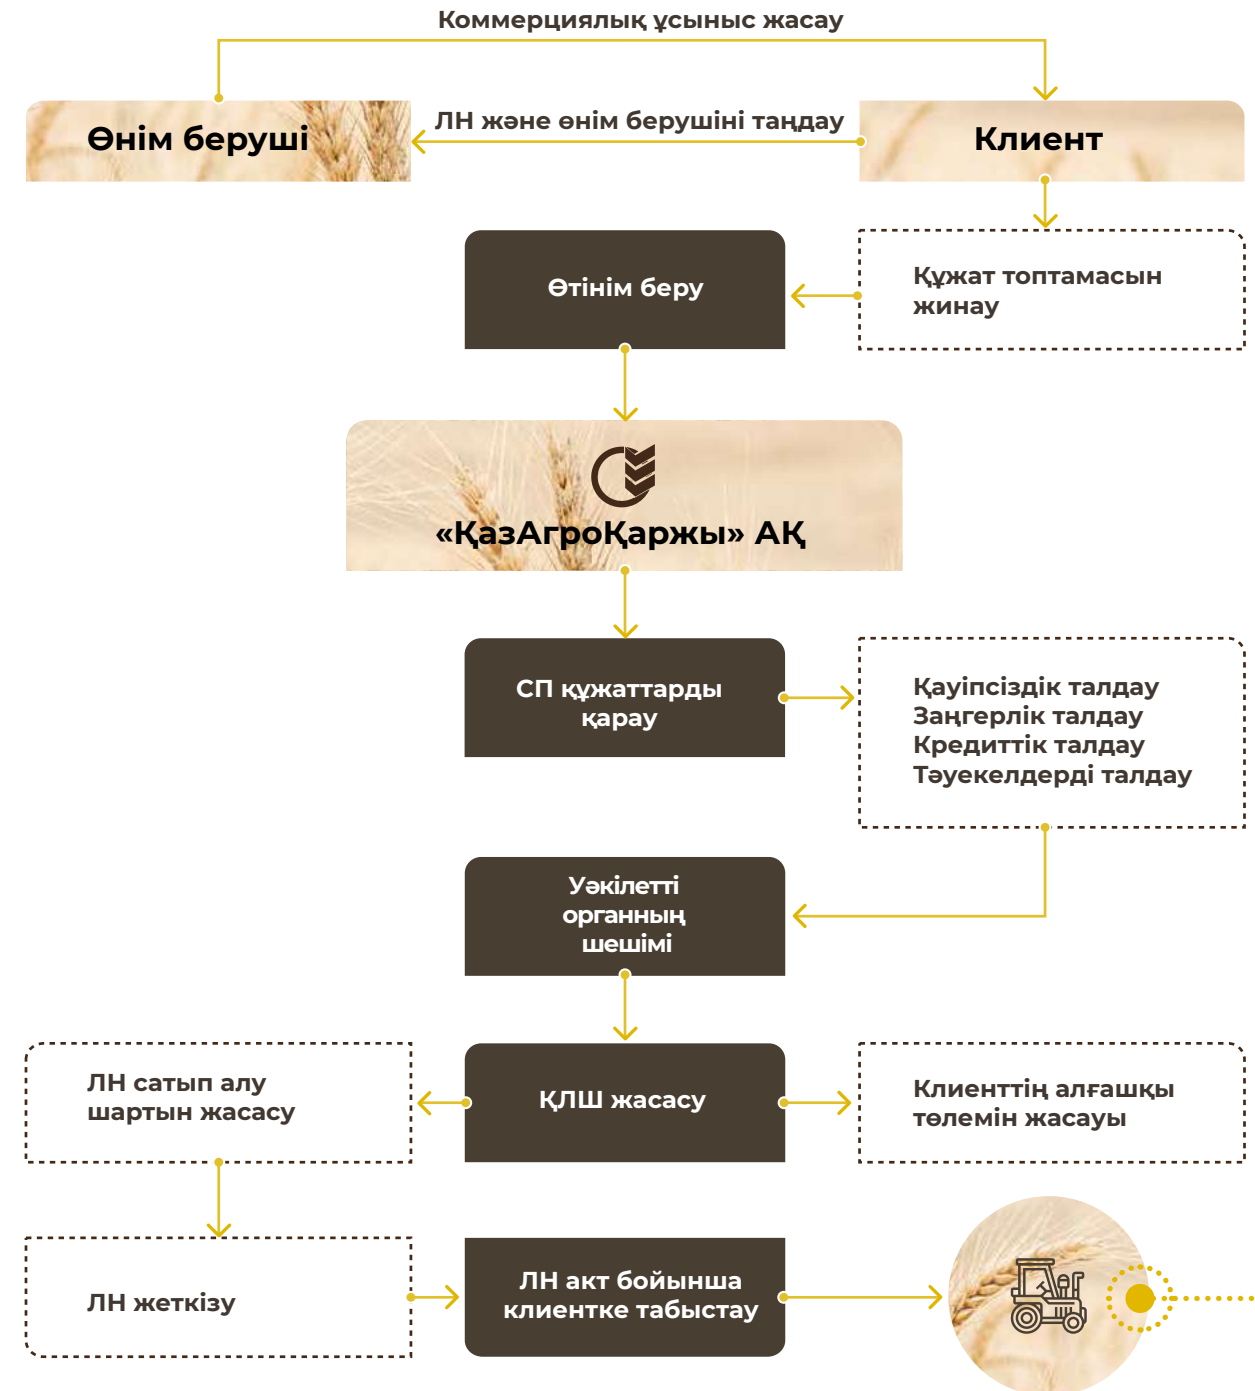 Коммерциялық ұсыныс жасау
Өнім беруші
ЛН және өнім берушіні таңдау
Клиент
Өтінім беру
Құжат топтамасын
жинау
«ҚазАгроҚаржы» АҚ
СП құжаттарды
қарау
Қауіпсіздік талдау
Заңгерлік талдау
Кредиттік талдау
Тәуекелдерді талдау
Уәкілетті
органның
шешімі
ЛН сатып алу
шартын жасасу
ҚЛШ жасасу
Клиенттің алғашқы
төлемін жасауы
ЛН жеткізу
ЛН акт бойынша
клиентке табыстау